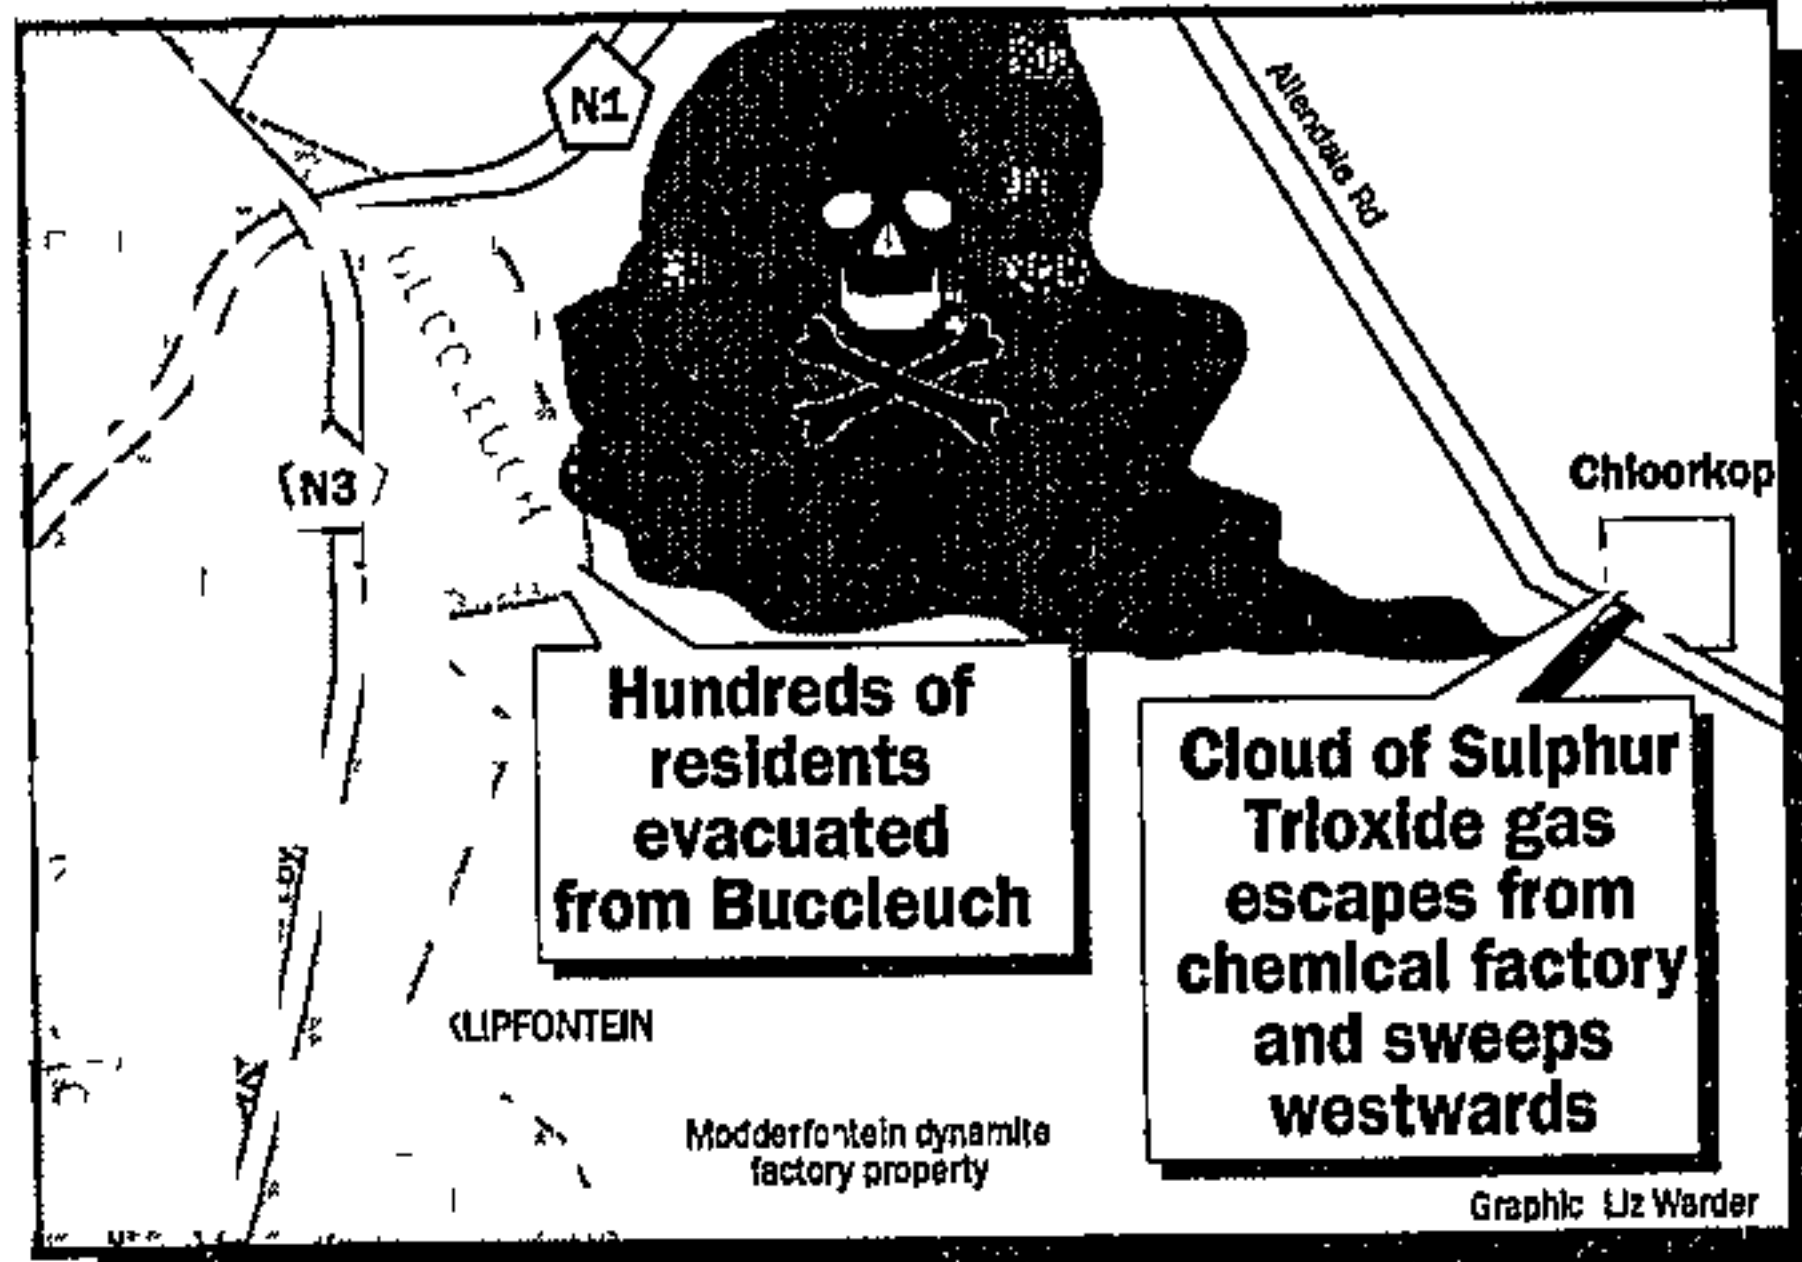 N1
Allendale Rd
BUCCLEUCH
N3
Chloorkop
Hundreds of
residents
evacuated
from Buccleuch
Cloud of Sulphur
Trioxide gas
escapes from
chemical factory
and sweeps
westwards
KLIPFONTEIN
Modderfontein dynamite
factory property
Graphic Liz Warder